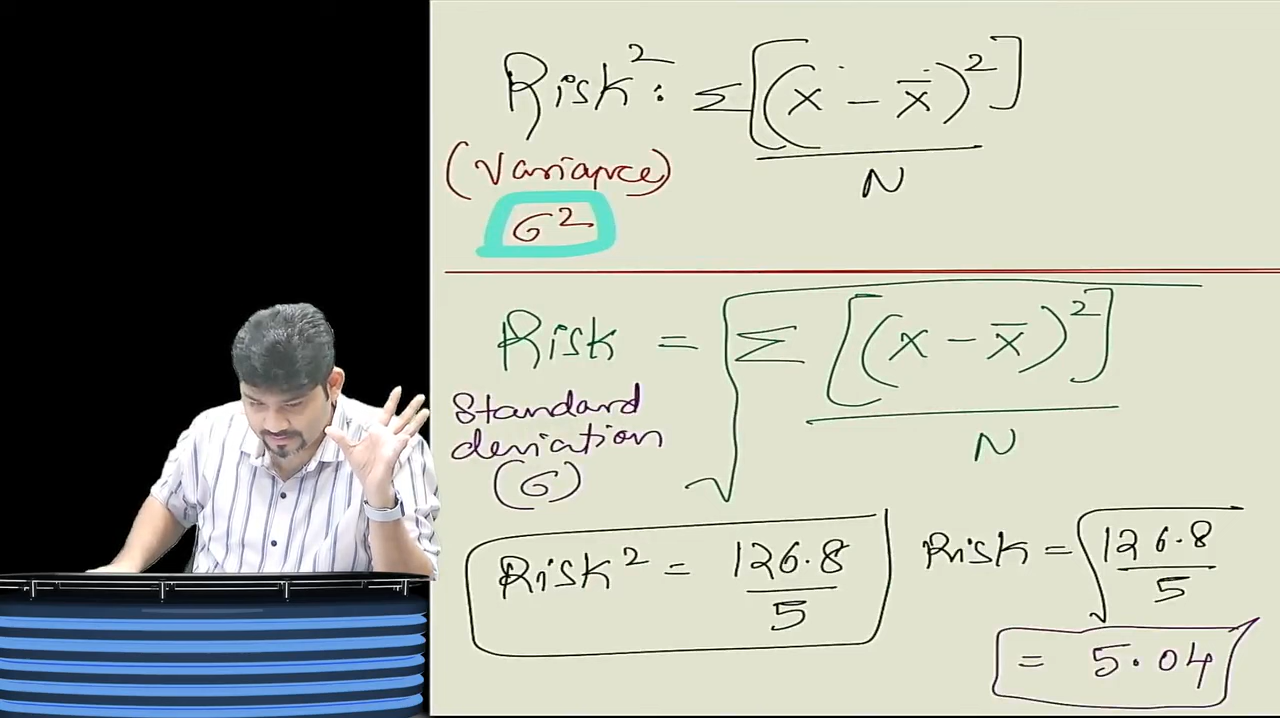 Risk²: Σ[(x - x̄)²]
N
(Variance)
σ²
Risk = √Σ[(x - x̄)²]
N
Standard
deviation
(σ)
Risk² = 126.8
5
Risk = √126.8
5
= 5.04